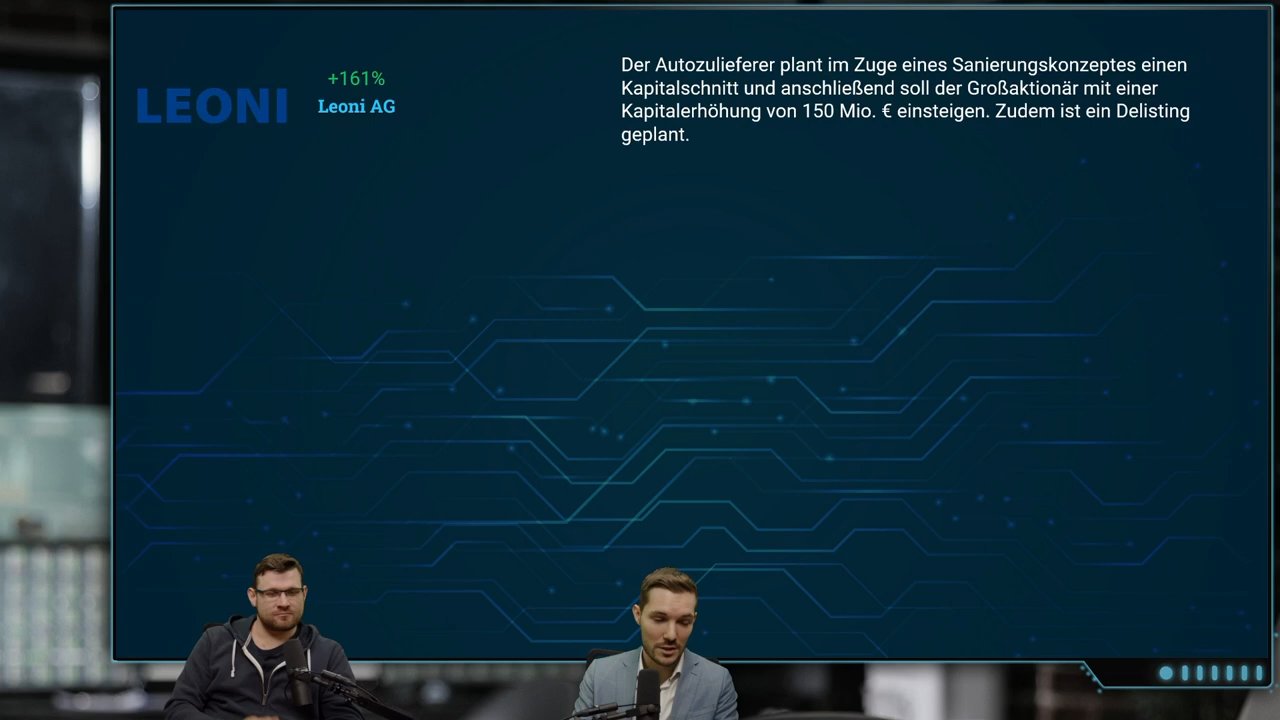 LEONI
+161%
Leoni AG
Der Autozulieferer plant im Zuge eines Sanierungskonzeptes einen
Kapitalschnitt und anschließend soll der Großaktionär mit einer
Kapitalerhöhung von 150 Mio. € einsteigen. Zudem ist ein Delisting
geplant.